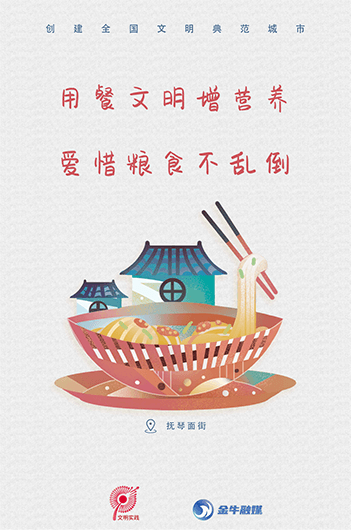 创建全国文明典范城市
用餐文明增营养
爱惜粮食不乱倒
抚琴面街
文明实践
金牛融媒